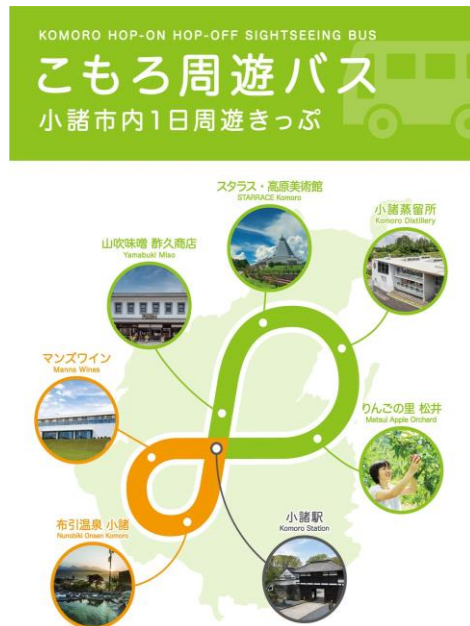 KOMORO HOP-ON HOP-OFF SIGHTSEEING BUS
こもろ周遊バス
小諸市内1日周遊きっぷ
スタラス・高原美術館
STARRACE Komoro
小諸蒸留所
Komoro Distillery
山吹味噌 酢久商店
Yamabuki Miso
マンズワイン
Manns Wines
りんごの里 松井
Matsui Apple Orchard
布引温泉 小諸
Nunobiki Onsen Komoro
小諸駅
Komoro Station